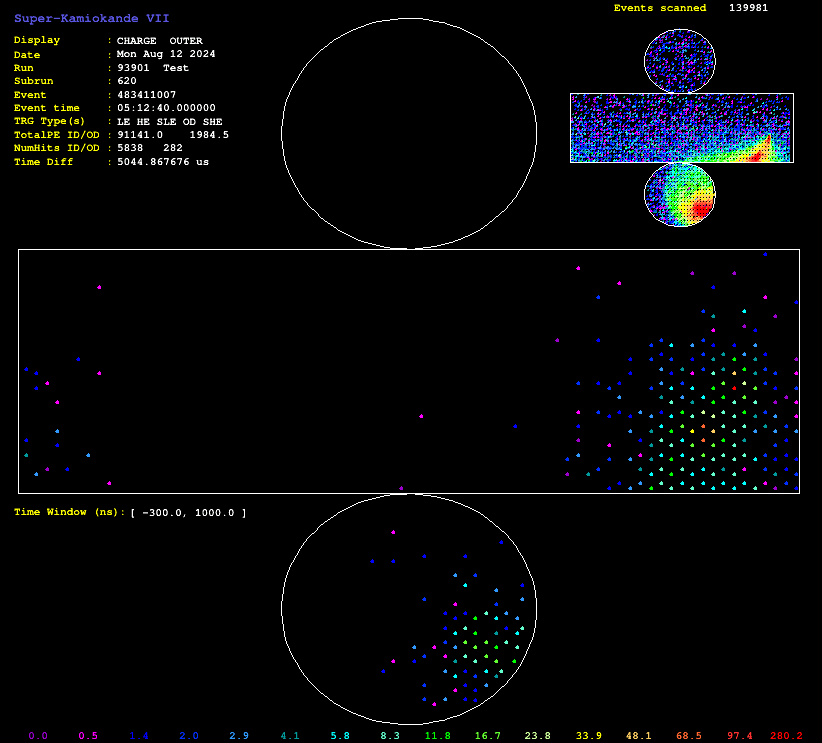 Super-Kamiokande VII
Events scanned 139981
Display : CHARGE OUTER
Date : Mon Aug 12 2024
Run : 93901 Test
Subrun : 620
Event : 483411007
Event time : 05:12:40.000000
TRG Type(s) : LE HE SLE OD SHE
TotalPE ID/OD : 91141.0 1984.5
NumHits ID/OD : 5838 282
Time Diff : 5044.867676 us
Time Window (ns): [ -300.0, 1000.0 ]
0.0 0.5 1.4 2.0 2.9 4.1 5.8 8.3 11.8 16.7 23.8 33.9 48.1 68.5 97.4 280.2